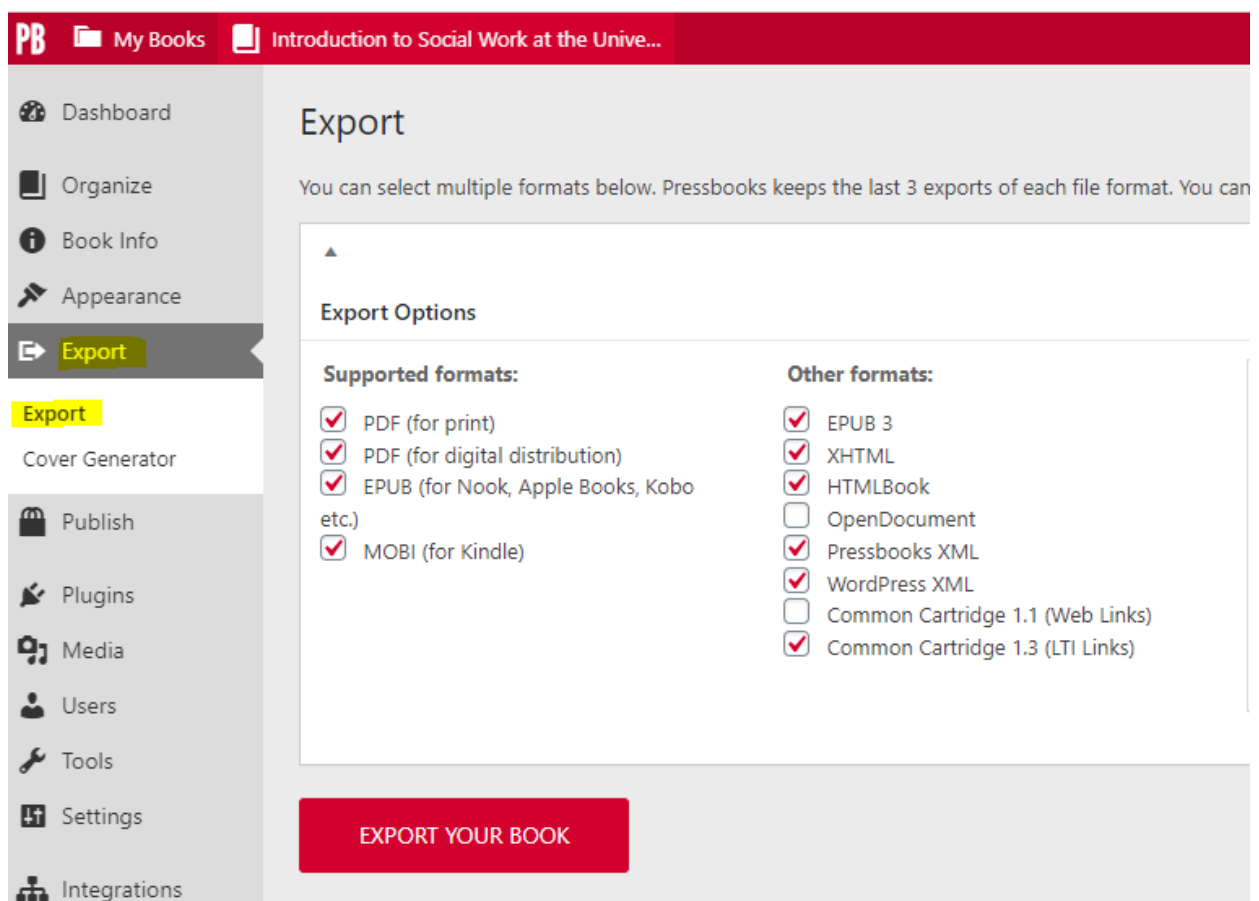 PB My Books Introduction to Social Work at the Unive...
Dashboard
Organize
Book Info
Appearance
Export
Export
Cover Generator
Publish
Plugins
Media
Users
Tools
Settings
Integrations
Export
You can select multiple formats below. Pressbooks keeps the last 3 exports of each file format. You can
Export Options
Supported formats:
PDF (for print)
PDF (for digital distribution)
EPUB (for Nook, Apple Books, Kobo
etc.)
MOBI (for Kindle)
Other formats:
EPUB 3
XHTML
HTMLBook
OpenDocument
Pressbooks XML
WordPress XML
Common Cartridge 1.1 (Web Links)
Common Cartridge 1.3 (LTI Links)
EXPORT YOUR BOOK